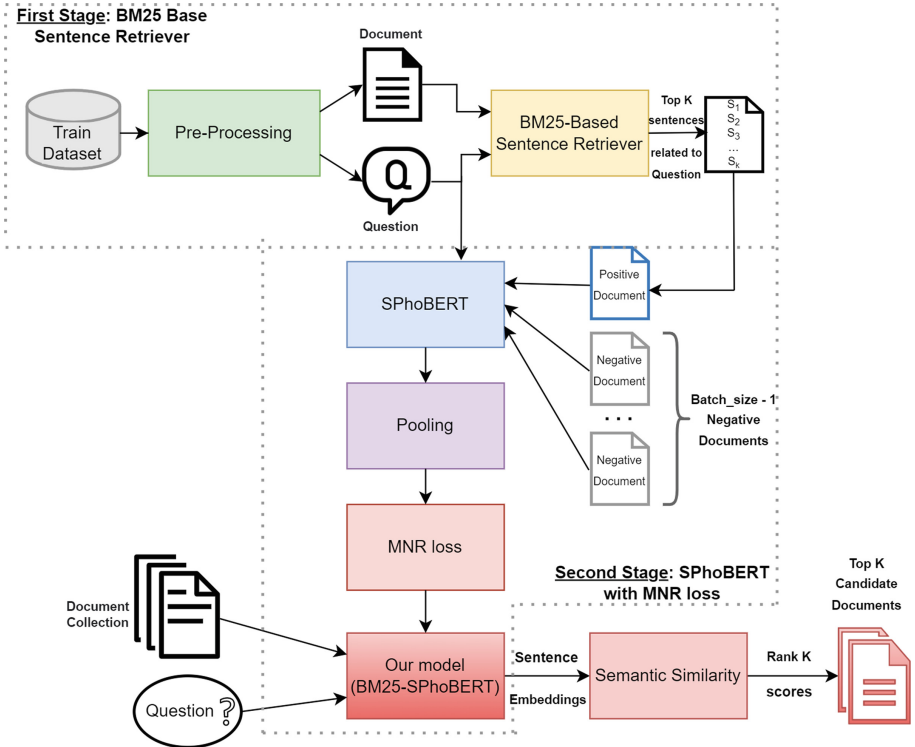 First Stage: BM25 Base
Sentence Retriever
Document
Train
Dataset
Pre-Processing
Q
Question
BM25-Based
Sentence Retriever
Top K
sentences
related to
Question
S1
S2
S3
...
Sk
SPhoBERT
Positive
Document
Negative
Document
...
Negative
Document
Batch_size - 1
Negative
Documents
Pooling
MNR loss
Second Stage: SPhoBERT
with MNR loss
Document
Collection
Question ?
Our model
(BM25-SPhoBERT)
Sentence
Embeddings
Semantic Similarity
Rank K
scores
Top K
Candidate
Documents